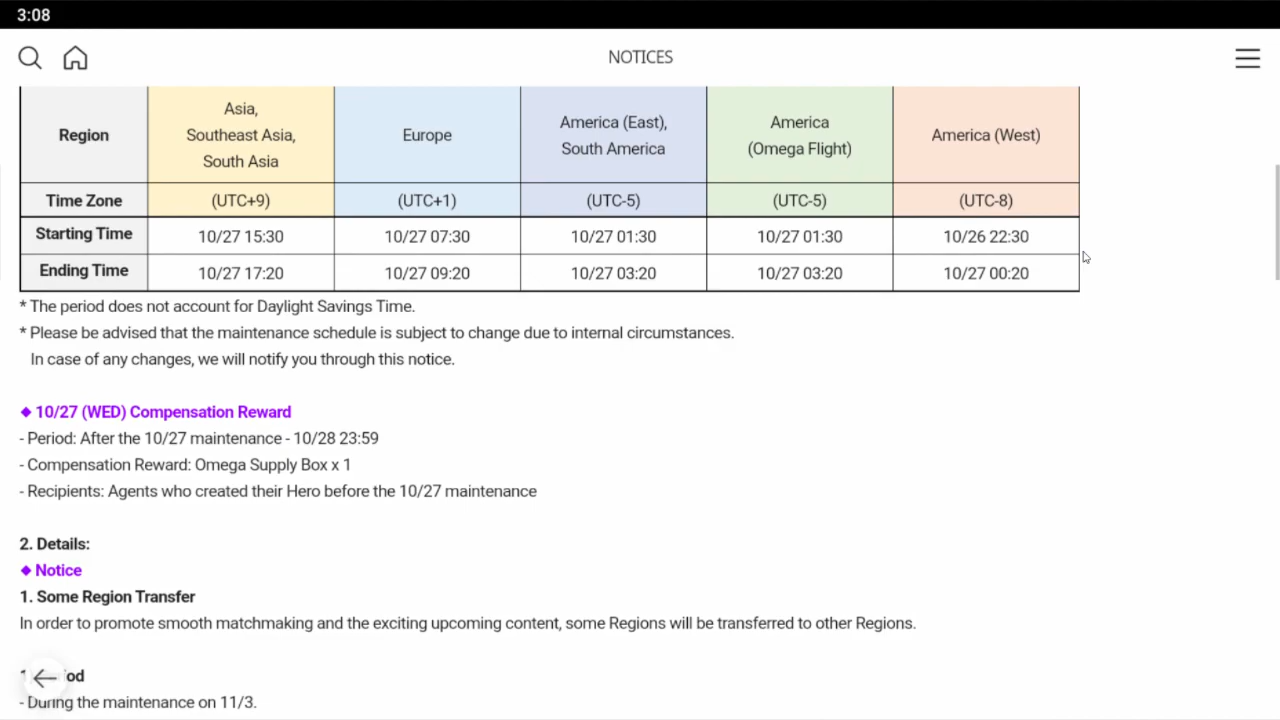 3:08
NOTICES
Region
Asia,
Southeast Asia,
South Asia
Europe
America (East),
South America
America
(Omega Flight)
America (West)
Time Zone (UTC+9) (UTC+1) (UTC-5) (UTC-5) (UTC-8)
Starting Time 10/27 15:30 10/27 07:30 10/27 01:30 10/27 01:30 10/26 22:30
Ending Time 10/27 17:20 10/27 09:20 10/27 03:20 10/27 03:20 10/27 00:20
* The period does not account for Daylight Savings Time.
* Please be advised that the maintenance schedule is subject to change due to internal circumstances.
In case of any changes, we will notify you through this notice.
◆ 10/27 (WED) Compensation Reward
- Period: After the 10/27 maintenance - 10/28 23:59
- Compensation Reward: Omega Supply Box x 1
- Recipients: Agents who created their Hero before the 10/27 maintenance
2. Details:
◆ Notice
1. Some Region Transfer
In order to promote smooth matchmaking and the exciting upcoming content, some Regions will be transferred to other Regions.
- During the maintenance on 11/3.